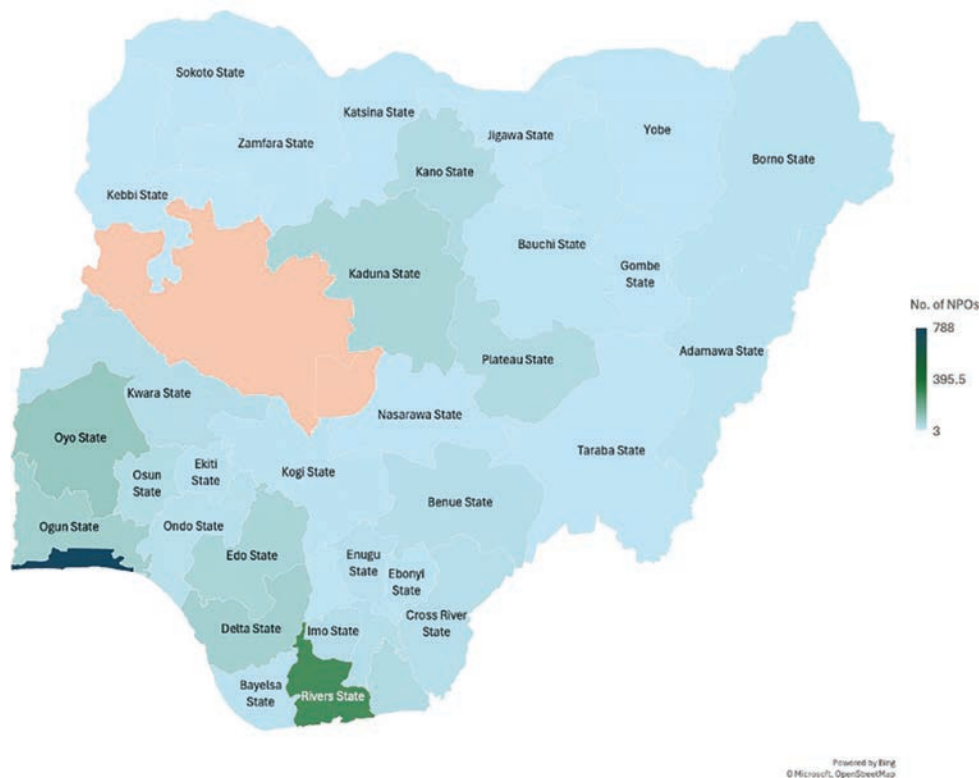 Sokoto State
Katsina State
Zamfara State
Jigawa State
Yobe
Borno State
Kano State
Kebbi State
Bauchi State
Kaduna State
Gombe
State
No. of NPOs
788
395.5
3
Adamawa State
Plateau State
Kwara State
Nasarawa State
Oyo State
Taraba State
Ekiti
State
Kogi State
Osun
State
Benue State
Ogun State
Ondo State
Edo State
Enugu
State
Ebonyi
State
Cross River
State
Delta State
Imo State
Bayelsa
State
Rivers State
Powered by Bing
© Microsoft, OpenStreetMap